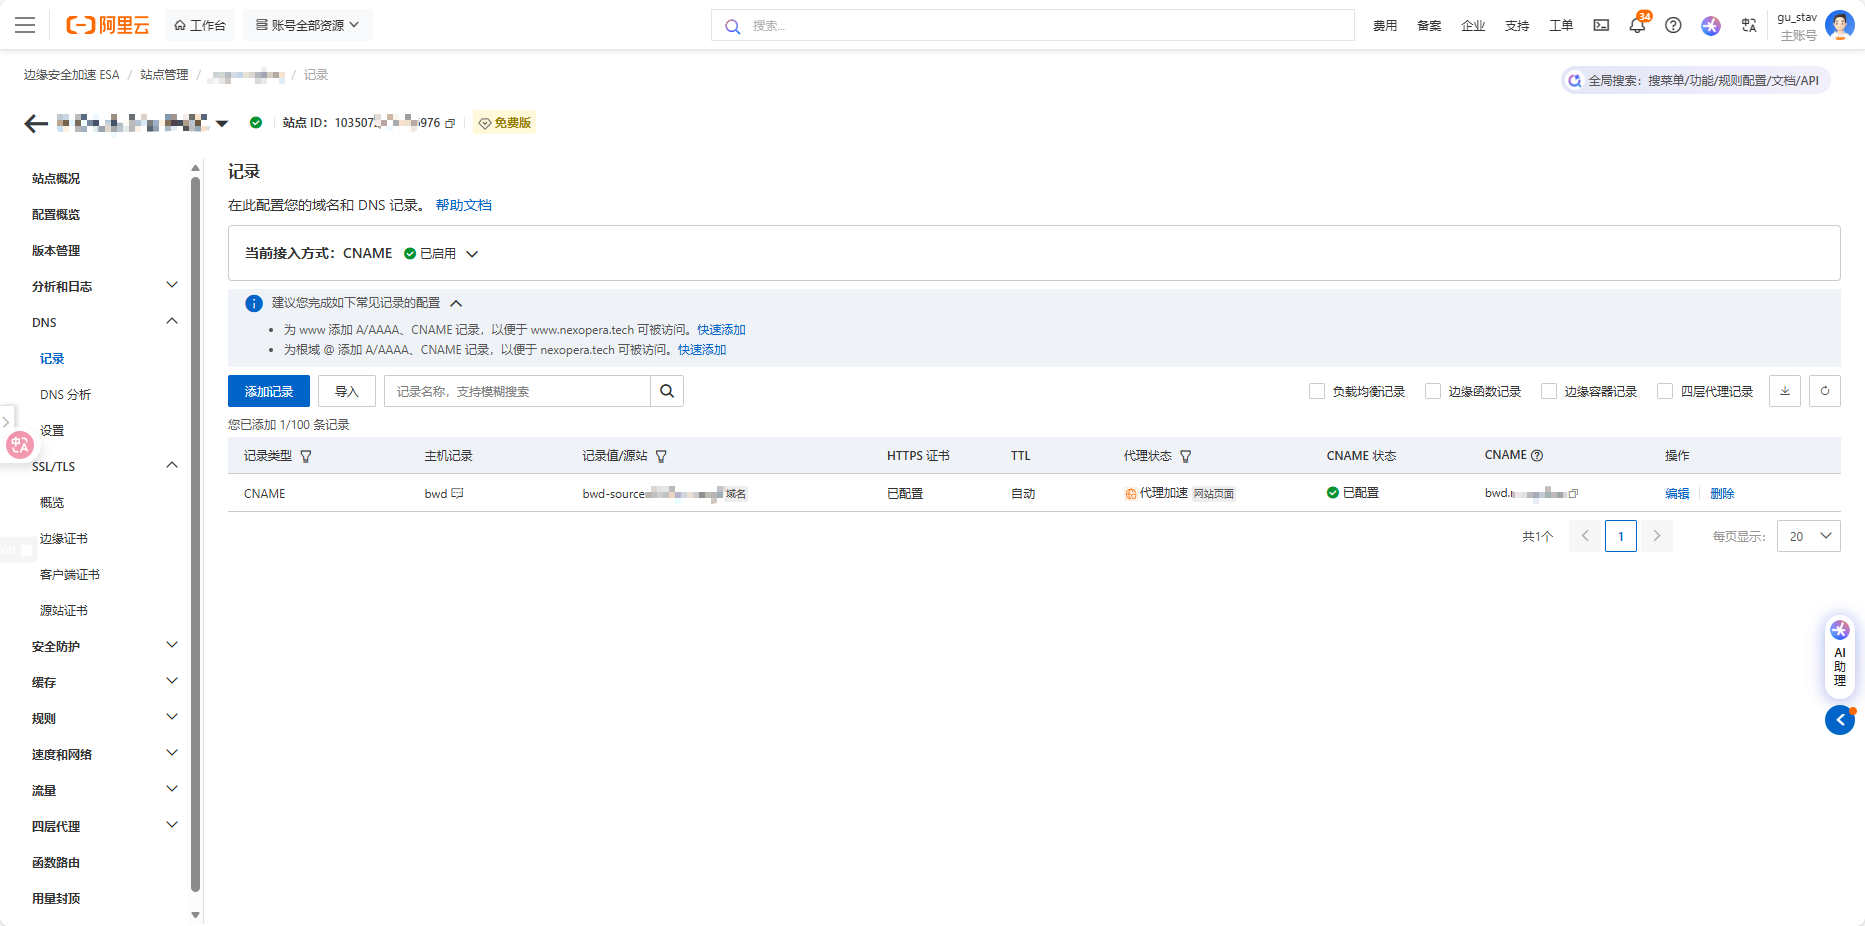 阿里云 工作台 账号全部资源 搜索... 费用 备案 企业 支持 工单 34 gu_stav
主账号
边缘安全加速 ESA / 站点管理 / / 记录
全局搜索：搜菜单/功能/规则配置/文档/API
站点 ID： 103507 976 免费版
站点概况
配置概览
版本管理
分析和日志
DNS
记录
DNS 分析
设置
SSL/TLS
概览
边缘证书
客户端证书
源站证书
安全防护
缓存
规则
速度和网络
流量
四层代理
函数路由
用量封顶
记录
在此配置您的域名和 DNS 记录。 帮助文档
当前接入方式：CNAME 已启用
建议您完成如下常见记录的配置
为 www 添加 A/AAAA、CNAME 记录，以便于 www.nexopera.tech 可被访问。快速添加
为根域 @ 添加 A/AAAA、CNAME 记录，以便于 nexopera.tech 可被访问。快速添加
添加记录 导入 记录名称，支持模糊搜索 负载均衡记录 边缘函数记录 边缘容器记录 四层代理记录
您已添加 1/100 条记录
记录类型 主机记录 记录值/源站 HTTPS 证书 TTL 代理状态 CNAME 状态 CNAME 操作
CNAME bwd bwd-source 域名 已配置 自动 代理加速 网站页面 已配置 bwd. 编辑 删除
共1个 1 每页显示： 20
AI
助
理